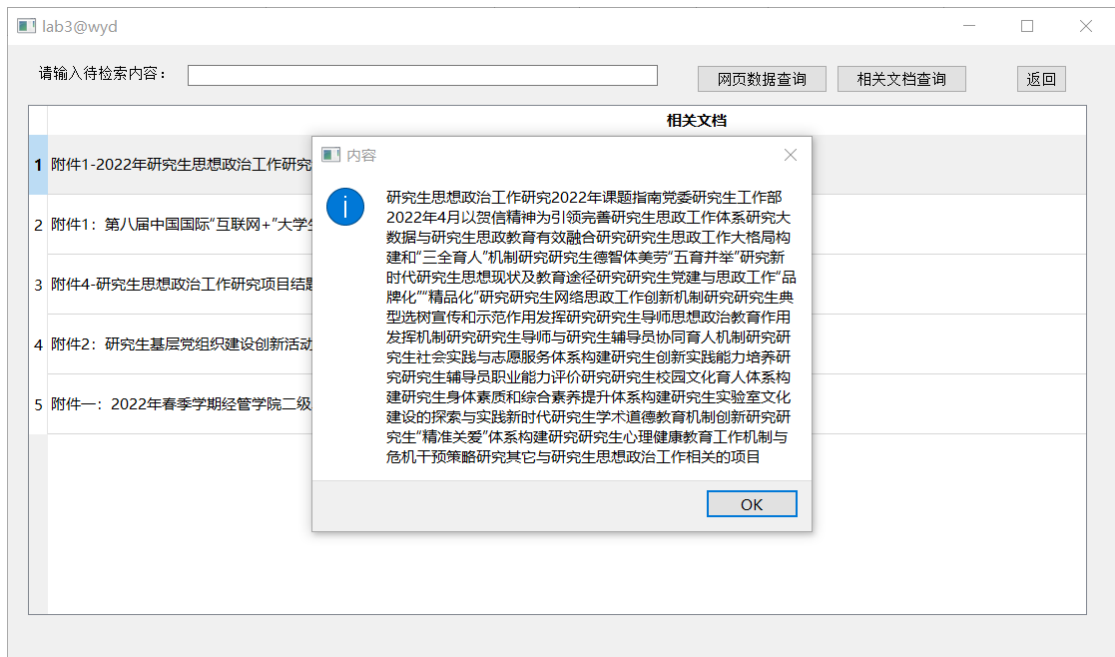 lab3@wyd
请输入待检索内容：
网页数据查询
相关文档查询
返回
相关文档
1 附件1-2022年研究生思想政治工作研究
2 附件1：第八届中国国际“互联网+”大学生
3 附件4-研究生思想政治工作研究项目结题
4 附件2：研究生基层党组织建设创新活动
5 附件一：2022年春季学期经管学院二级
内容
研究生思想政治工作研究2022年课题指南党委研究生工作部
2022年4月以贺信精神为引领完善研究生思政工作体系研究大
数据与研究生思政教育有效融合研究研究生思政工作大格局构
建和“三全育人”机制研究研究生德智体美劳“五育并举”研究新
时代研究生思想现状及教育途径研究研究生党建与思政工作“品
牌化”“精品化”研究研究生网络思政工作创新机制研究研究生典
型选树宣传和示范作用发挥研究研究生导师思想政治教育作用
发挥机制研究研究生导师与研究生辅导员协同育人机制研究研
究生社会实践与志愿服务体系构建研究生创新实践能力培养研
究研究生辅导员职业能力评价研究研究生校园文化育人体系构
建研究生身体素质和综合素养提升体系构建研究生实验室文化
建设的探索与实践新时代研究生学术道德教育机制创新研究研
究生“精准关爱”体系构建研究研究生心理健康教育工作机制与
危机干预策略研究其它与研究生思想政治工作相关的项目
OK